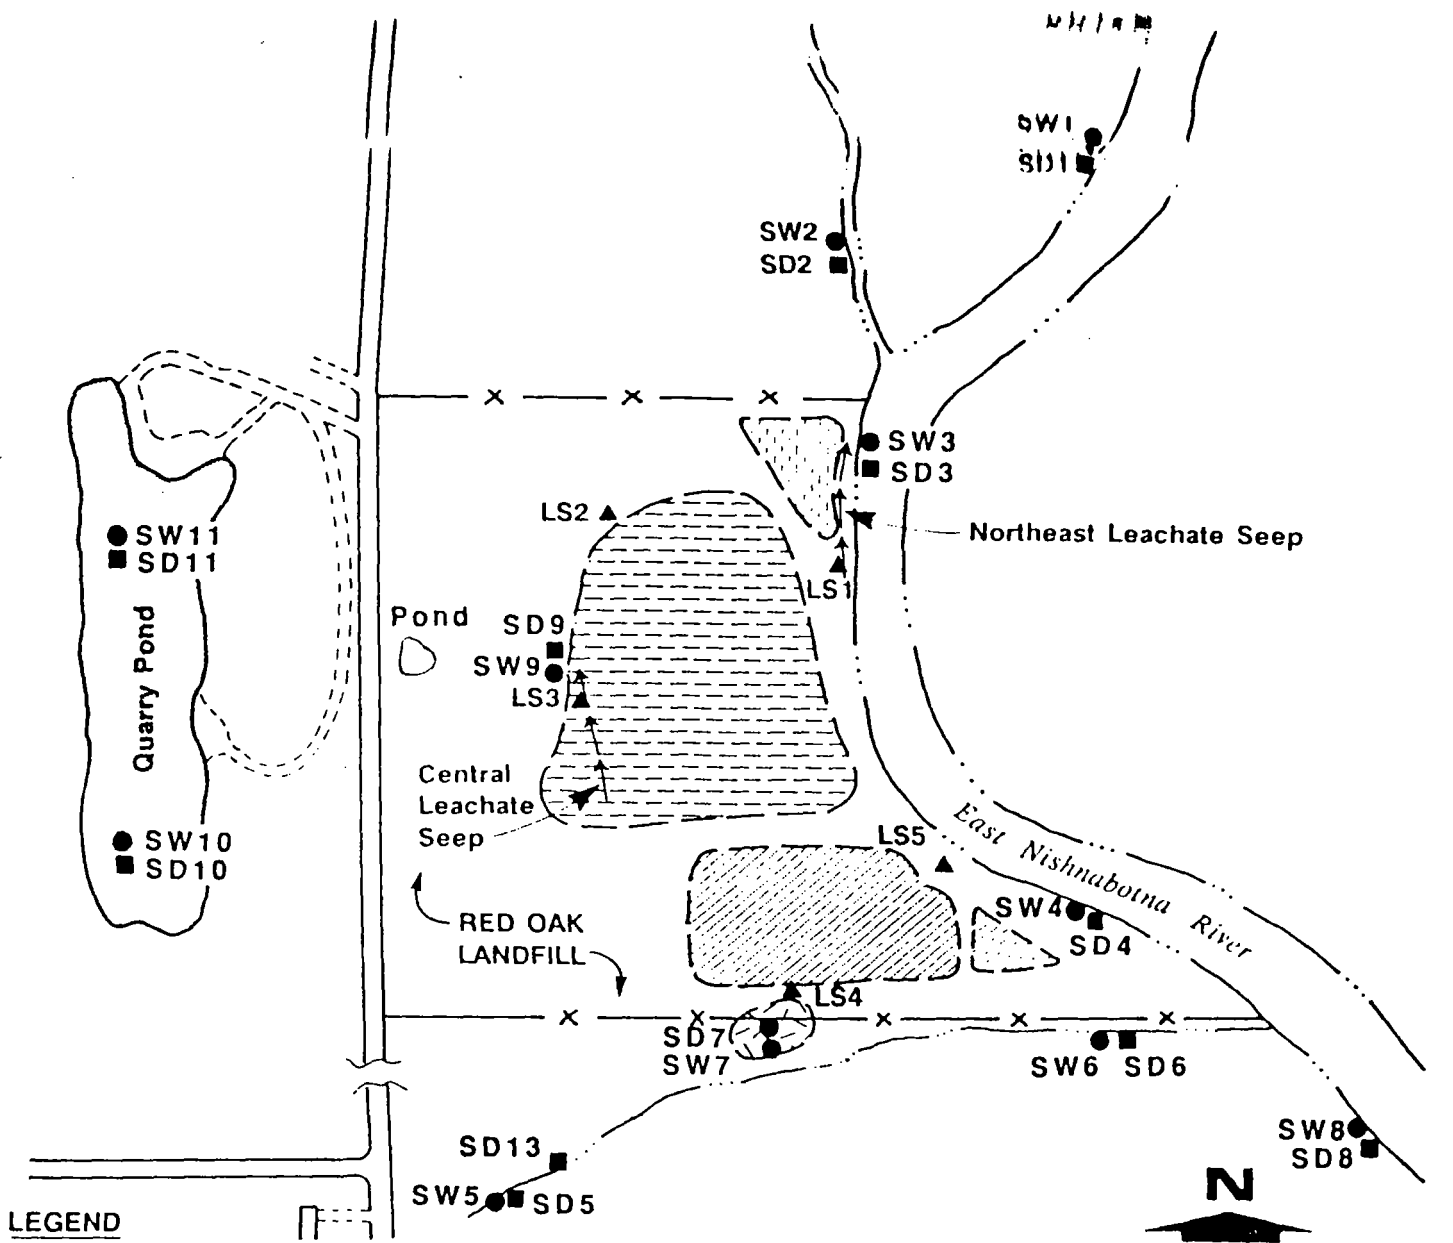 SW1
SD1
SW2
SD2
SW3
SD3
LS2
Northeast Leachate Seep
SW11
SD11
LS1
Pond
SD9
SW9
LS3
Quarry Pond
Central
Leachate
Seep
East Nishnabotna River
LS5
SW10
SD10
SW4
SD4
RED OAK
LANDFILL
LS4
SD7
SW7
SW6 SD6
SW8
SD8
SD13
SW5 SD5
N
LEGEND